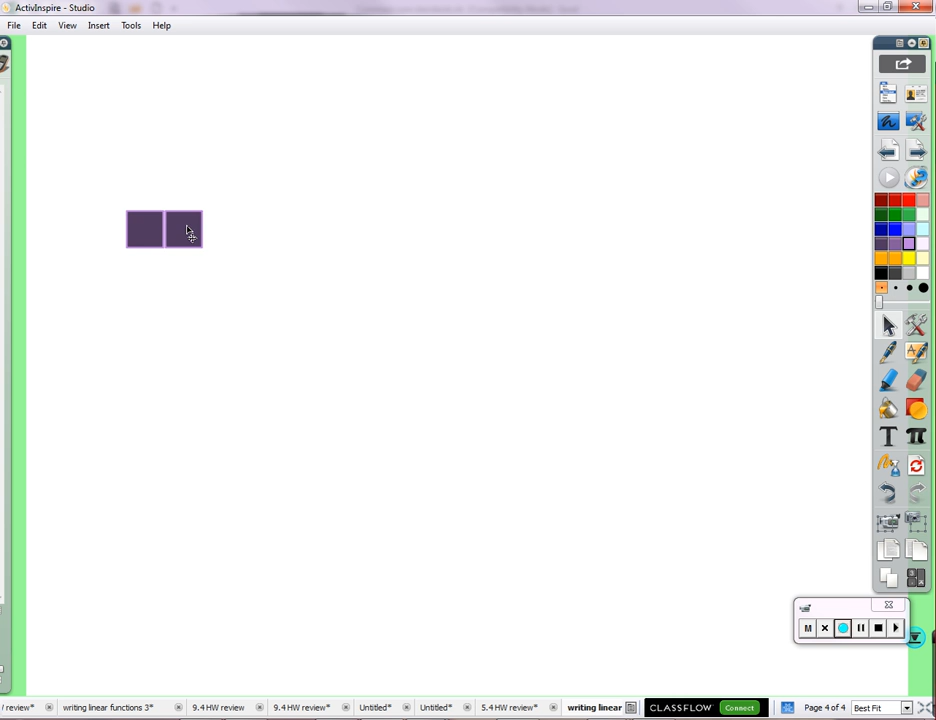 ActivInspire - Studio
File Edit View Insert Tools Help
T π
M
/ review* writing linear functions 3* 9.4 HW review 9.4 HW review* Untitled* Untitled* 5.4 HW review* writing linear CLASSFLOW Connect Page 4 of 4 Best Fit